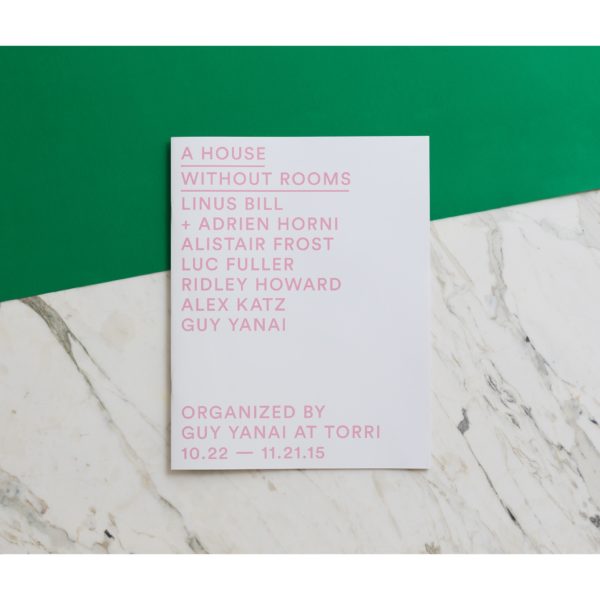 A HOUSE
WITHOUT ROOMS
LINUS BILL
+ ADRIEN HORNI
ALISTAIR FROST
LUC FULLER
RIDLEY HOWARD
ALEX KATZ
GUY YANAI
ORGANIZED BY
GUY YANAI AT TORRI
10.22 — 11.21.15